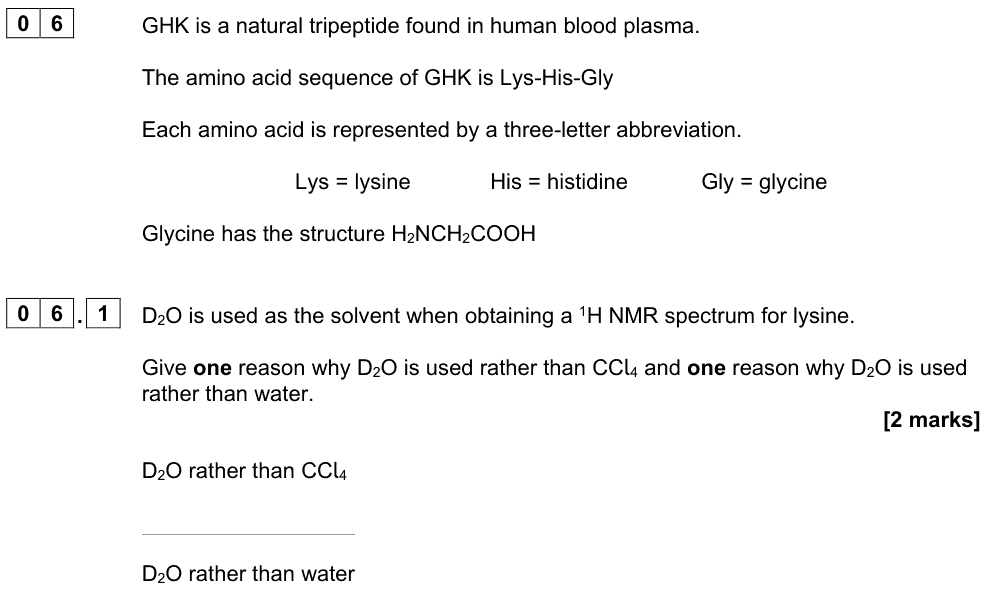 0 6 GHK is a natural tripeptide found in human blood plasma.
The amino acid sequence of GHK is Lys-His-Gly
Each amino acid is represented by a three-letter abbreviation.
Lys = lysine His = histidine Gly = glycine
Glycine has the structure H₂NCH₂COOH
0 6 . 1 D₂O is used as the solvent when obtaining a ¹H NMR spectrum for lysine.
Give one reason why D₂O is used rather than CCl₄ and one reason why D₂O is used
rather than water.
[2 marks]
D₂O rather than CCl₄
D₂O rather than water